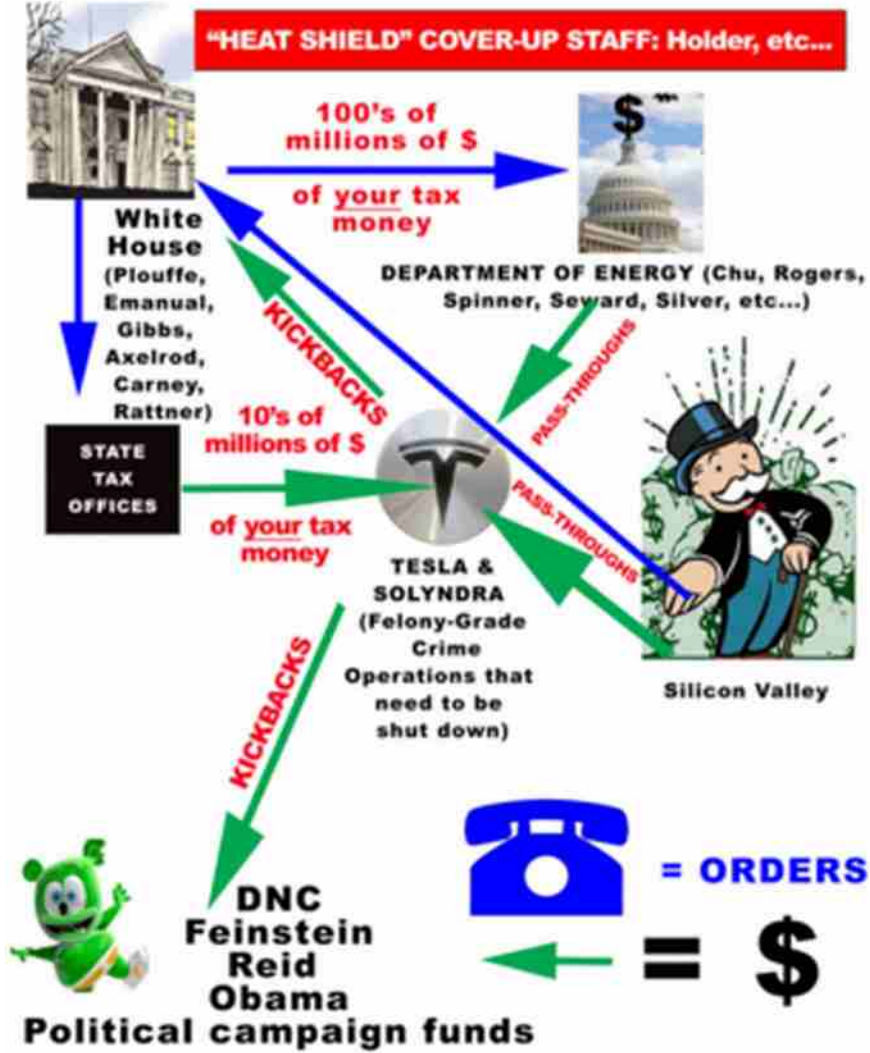 “HEAT SHIELD” COVER-UP STAFF: Holder, etc...
100's of
millions of $
of your tax
money
$
White
House
(Plouffe,
Emanual,
Gibbs,
Axelrod,
Carney,
Rattner)
DEPARTMENT OF ENERGY (Chu, Rogers,
Spinner, Seward, Silver, etc...)
KICKBACKS
PASS-THROUGHS
10's of
millions of $
of your tax
money
STATE
TAX
OFFICES
PASS-THROUGHS
TESLA &
SOLYNDRA
(Felony-Grade
Crime
Operations that
need to be
shut down)
Silicon Valley
KICKBACKS
DNC
Feinstein
Reid
Obama
Political campaign funds
= ORDERS
= $